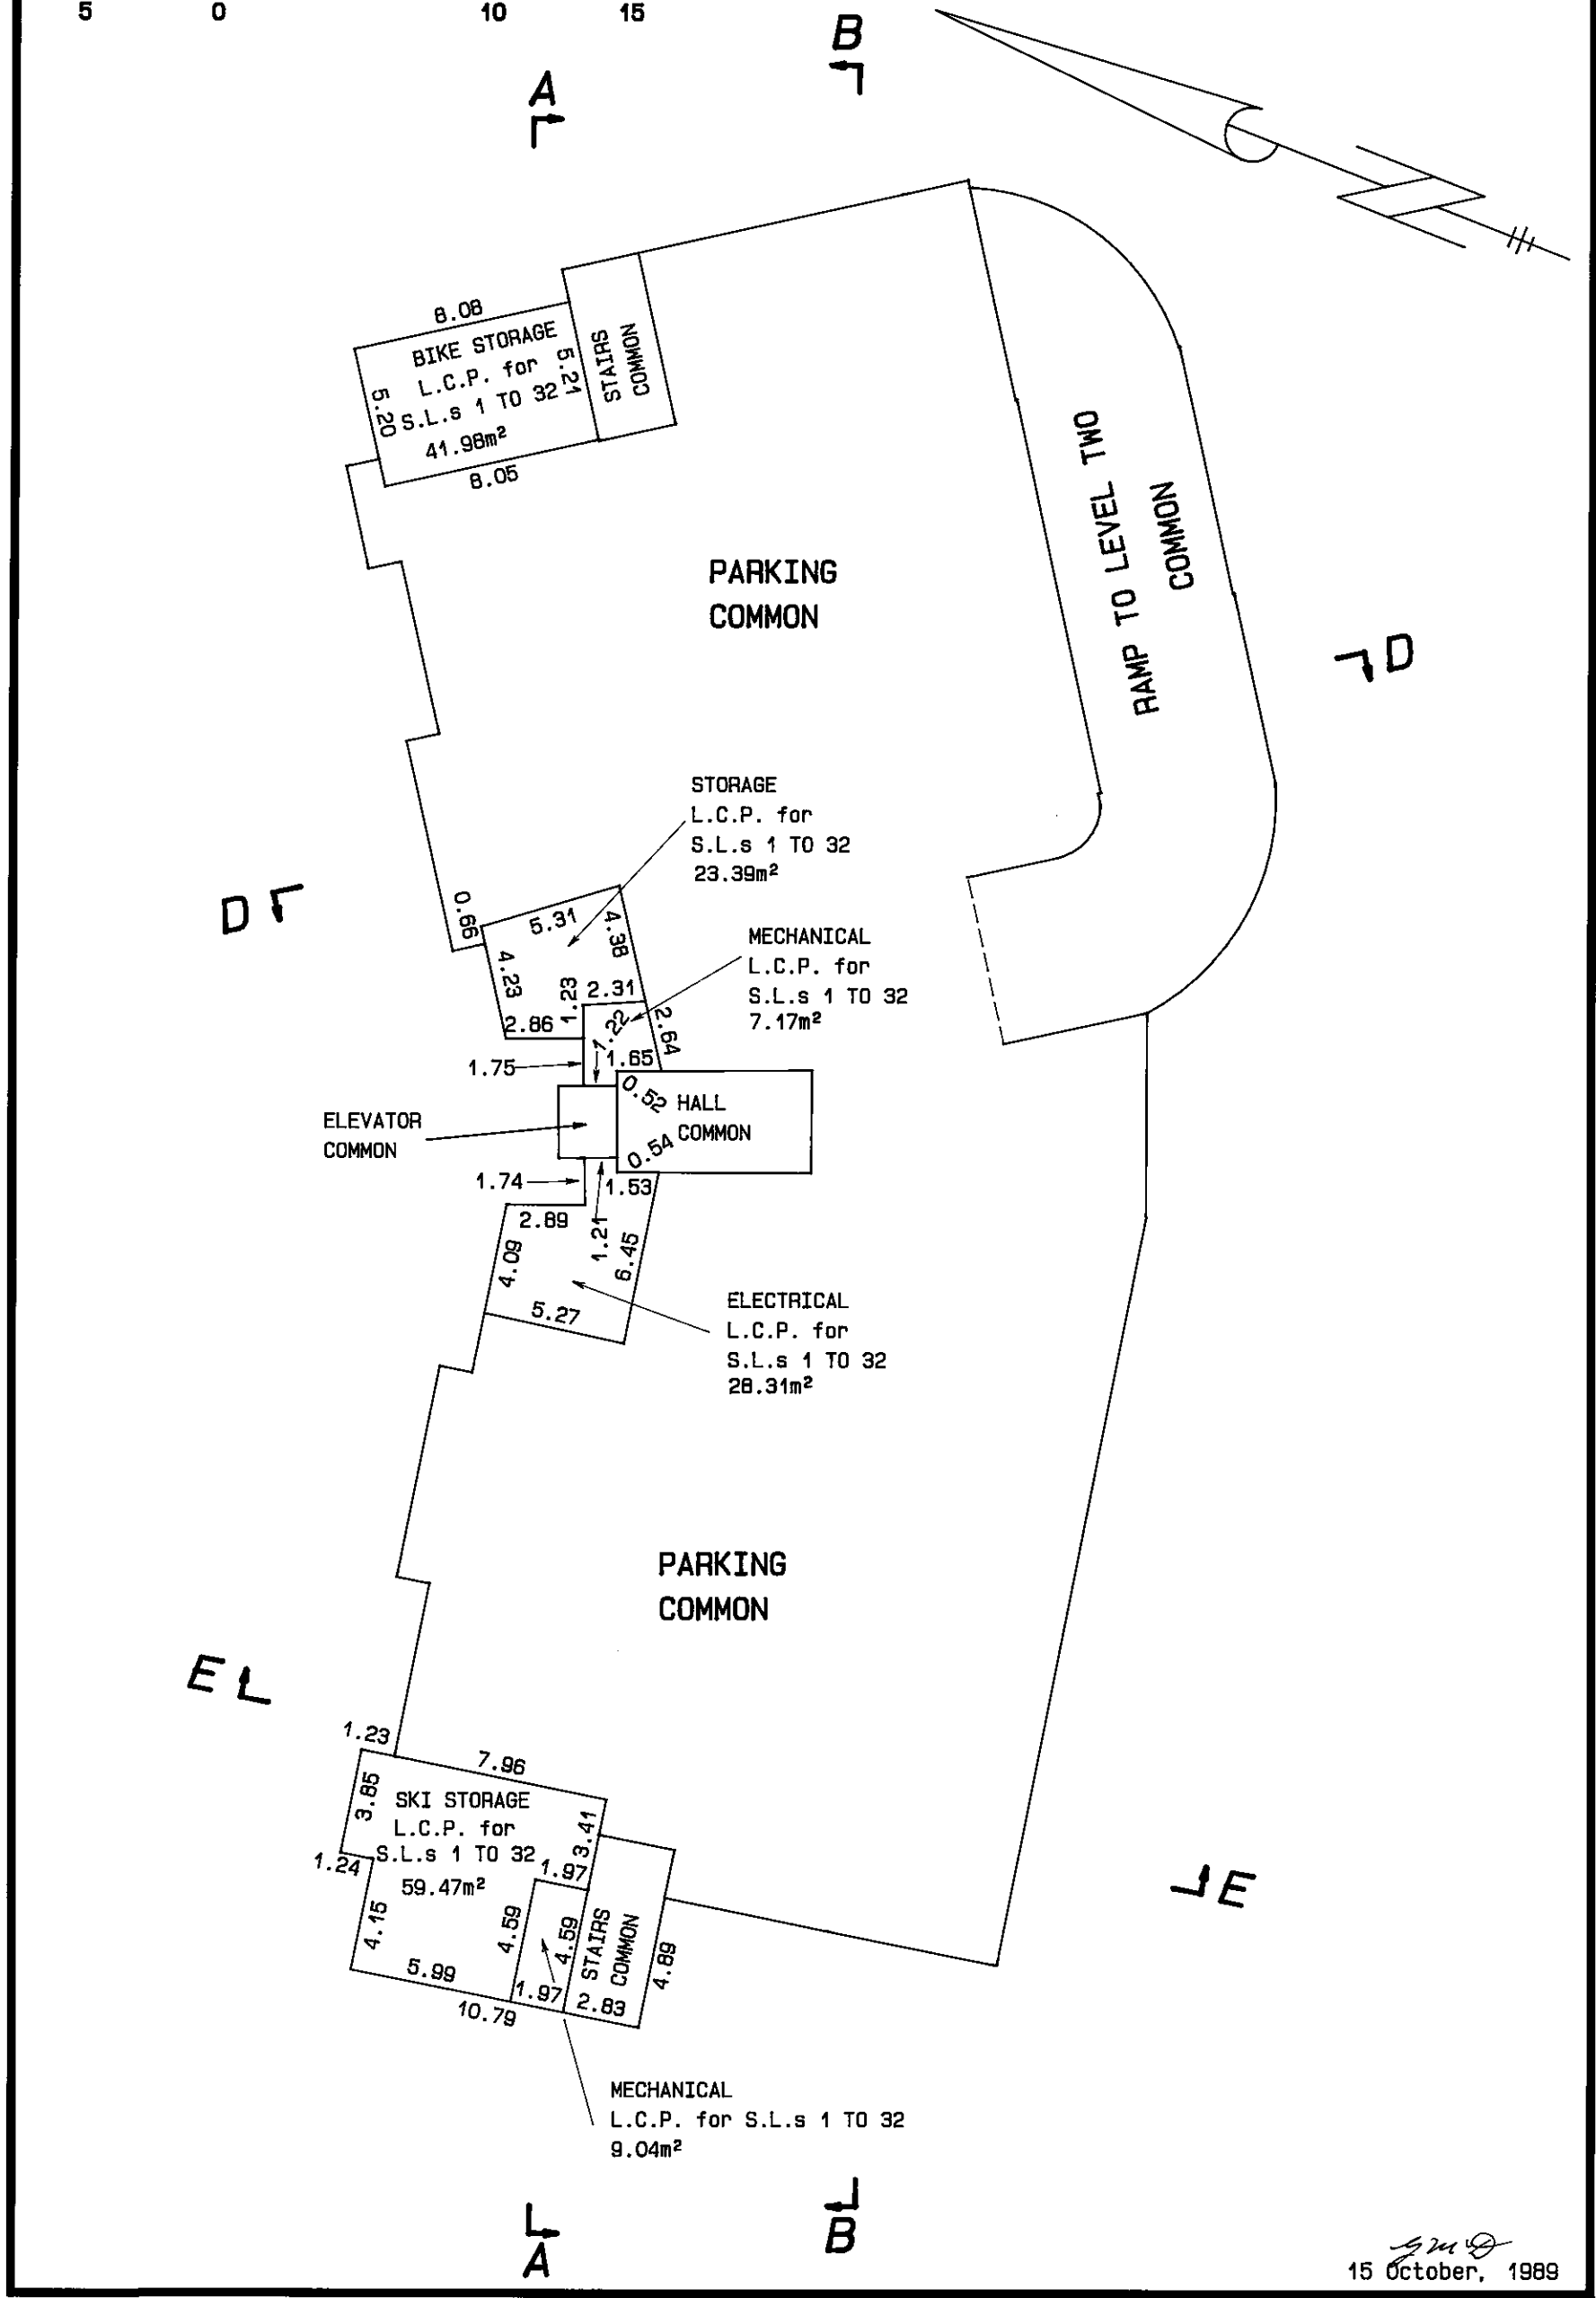 5 0 10 15
B
A
8.08
BIKE STORAGE
L.C.P. for
S.L.s 1 TO 32
41.98m²
5.20
5.21
8.05
STAIRS
COMMON
PARKING
COMMON
RAMP TO LEVEL TWO
COMMON
D
STORAGE
L.C.P. for
S.L.s 1 TO 32
23.39m²
D
0.66
5.31
4.38
4.23
1.23
2.31
2.86
MECHANICAL
L.C.P. for
S.L.s 1 TO 32
7.17m²
1.22
2.64
1.75
1.65
0.52
HALL
COMMON
0.54
ELEVATOR
COMMON
1.74
1.53
2.89
1.21
4.09
6.45
5.27
ELECTRICAL
L.C.P. for
S.L.s 1 TO 32
28.31m²
PARKING
COMMON
E
1.23
7.96
3.85
SKI STORAGE
L.C.P. for
S.L.s 1 TO 32
59.47m²
3.41
1.24
1.97
4.15
4.59
4.59
STAIRS
COMMON
4.89
5.99
1.97
2.83
10.79
E
MECHANICAL
L.C.P. for S.L.s 1 TO 32
9.04m²
A
B
15 October, 1989